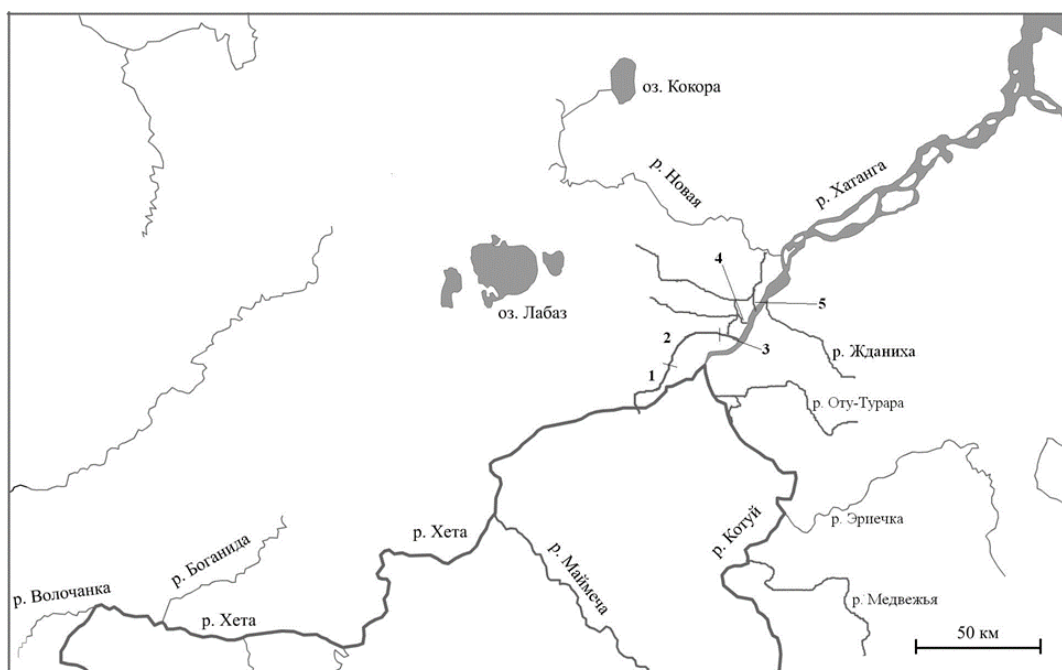 оз. Кокора
р. Новая
р. Хатанга
4
5
оз. Лабаз
2
3
р. Жданиха
1
р. Оту-Турара
р. Хета
р. Котуй
р. Эриечка
р. Боганида
р. Маймеча
р. Волочанка
р. Медвежья
р. Хета
50 км